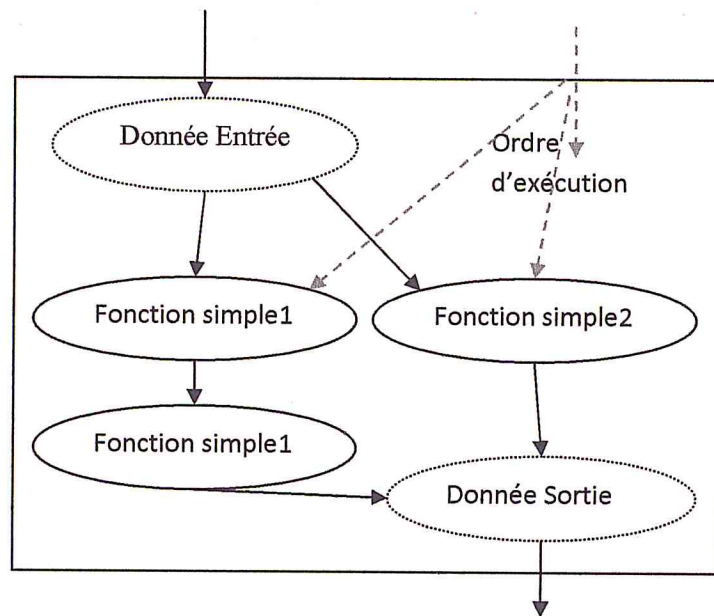 Donnée Entrée
Ordre
d'exécution
Fonction simple1
Fonction simple2
Fonction simple1
Donnée Sortie